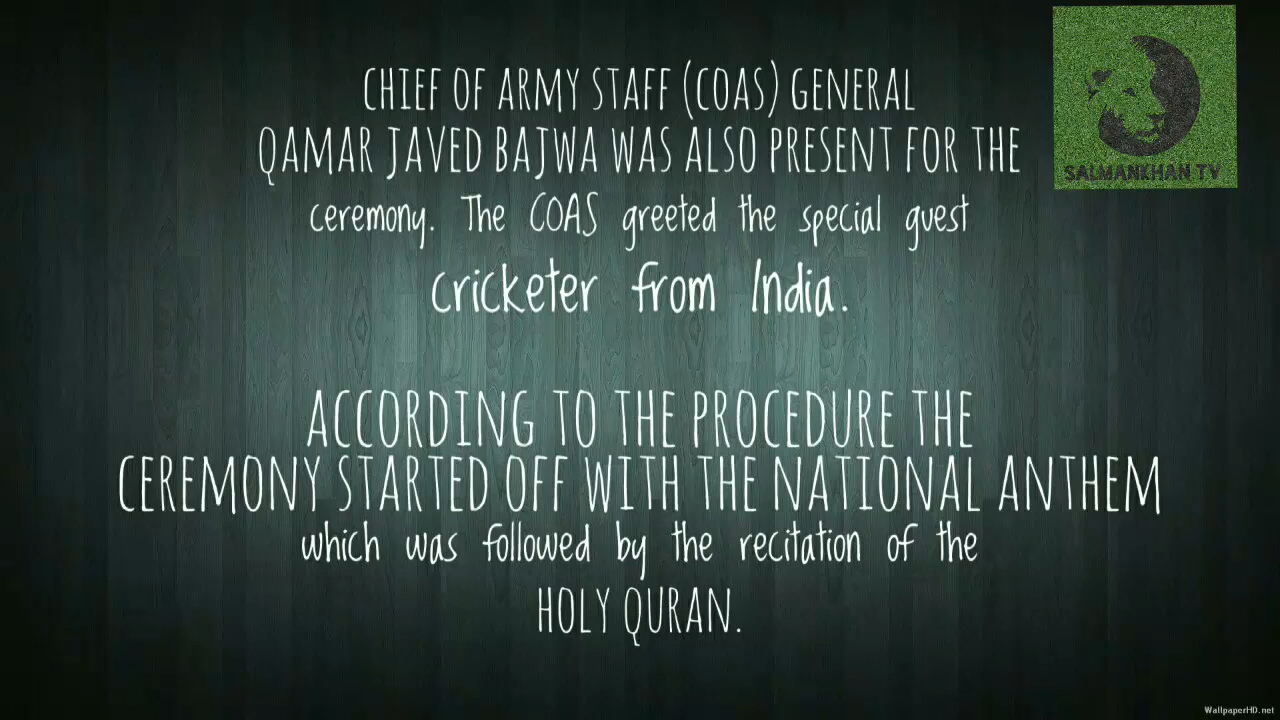 CHIEF OF ARMY STAFF (COAS) GENERAL
QAMAR JAVED BAJWA WAS ALSO PRESENT FOR THE
ceremony. The COAS greeted the special guest
cricketer from India.
ACCORDING TO THE PROCEDURE THE
CEREMONY STARTED OFF WITH THE NATIONAL ANTHEM
which was followed by the recitation of the
HOLY QURAN.
SALMANKHAN TV
WallpaperHD.net